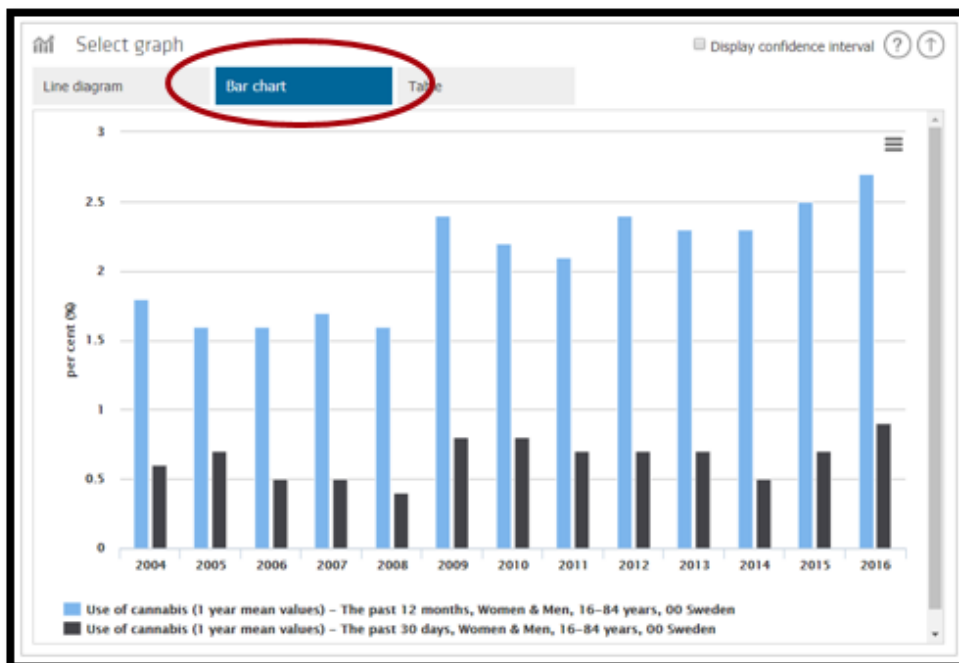 Select graph
Display confidence interval
?
Line diagram
Bar chart
Table
3
2.5
2
1.5
1
0.5
0
per cent (%)
2004 2005 2006 2007 2008 2009 2010 2011 2012 2013 2014 2015 2016
Use of cannabis (1 year mean values) – The past 12 months, Women & Men, 16–84 years, 00 Sweden
Use of cannabis (1 year mean values) – The past 30 days, Women & Men, 16–84 years, 00 Sweden